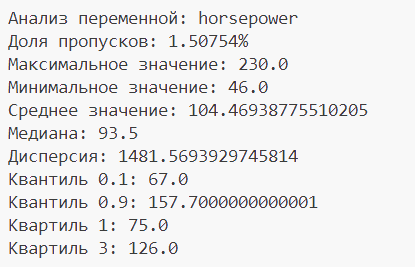 Анализ переменной: horsepower
Доля пропусков: 1.50754%
Максимальное значение: 230.0
Минимальное значение: 46.0
Среднее значение: 104.46938775510205
Медиана: 93.5
Дисперсия: 1481.5693929745814
Квантиль 0.1: 67.0
Квантиль 0.9: 157.7000000000001
Квартиль 1: 75.0
Квартиль 3: 126.0